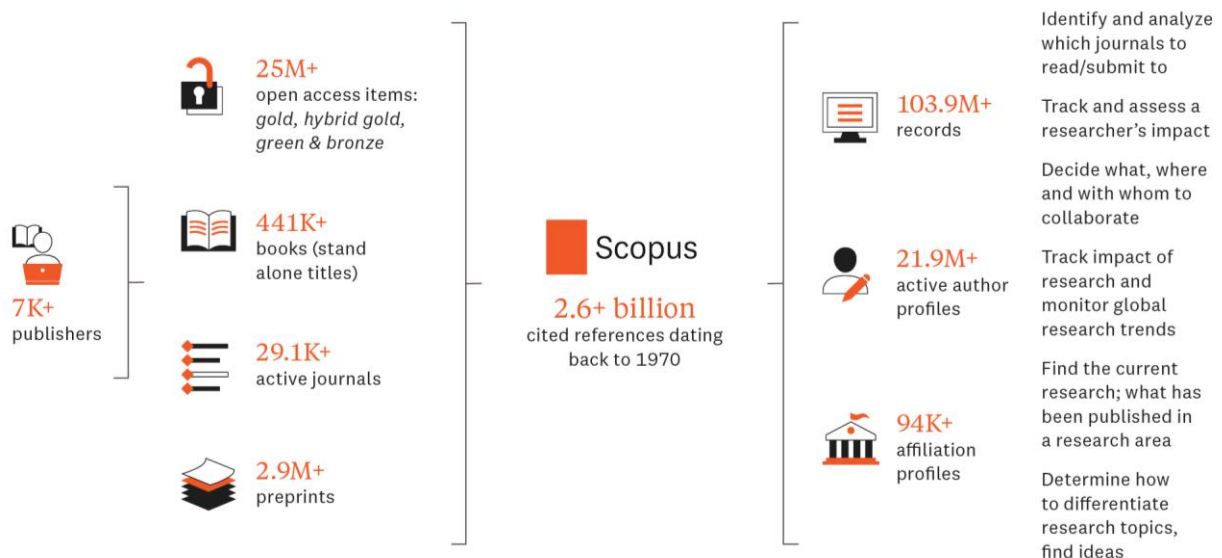 7K+
publishers
25M+
open access items:
gold, hybrid gold,
green & bronze
441K+
books (stand
alone titles)
29.1K+
active journals
2.9M+
preprints
Scopus
2.6+ billion
cited references dating
back to 1970
103.9M+
records
21.9M+
active author
profiles
94K+
affiliation
profiles
Identify and analyze
which journals to
read/submit to
Track and assess a
researcher’s impact
Decide what, where
and with whom to
collaborate
Track impact of
research and
monitor global
research trends
Find the current
research; what has
been published in
a research area
Determine how
to differentiate
research topics,
find ideas